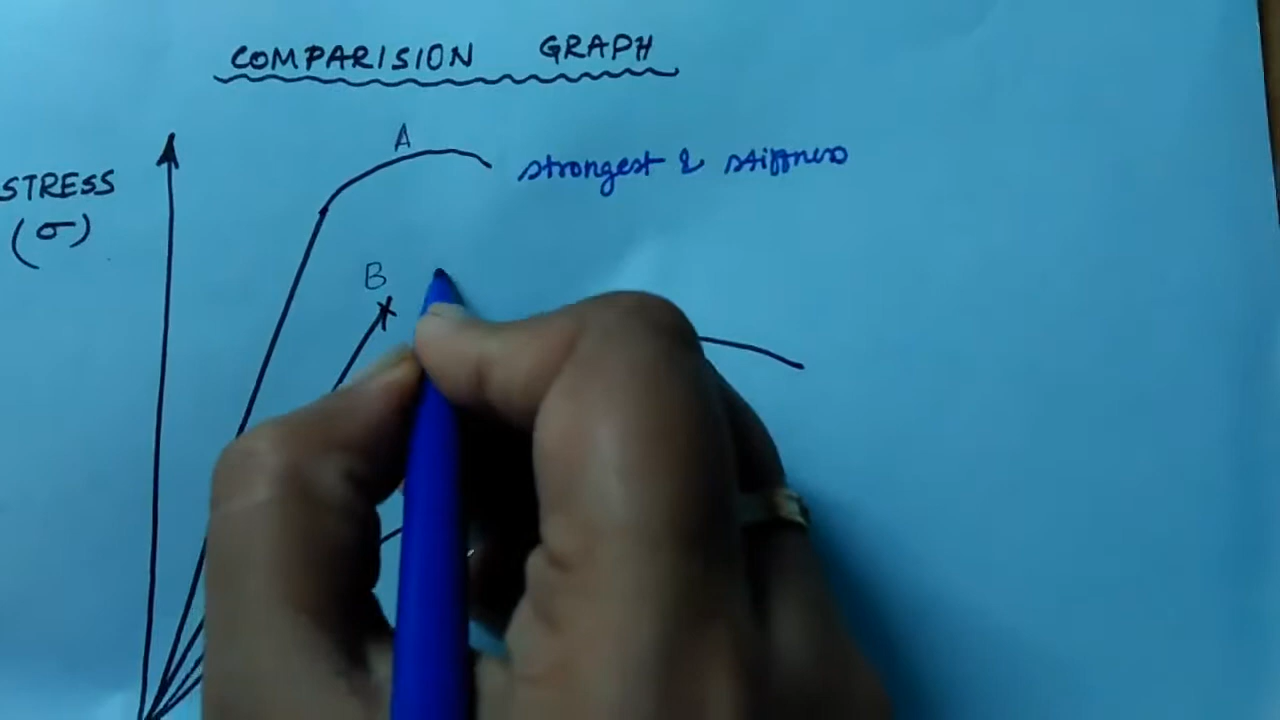 COMPARISION GRAPH
A
strongest & stiffness
STRESS
(σ)
B